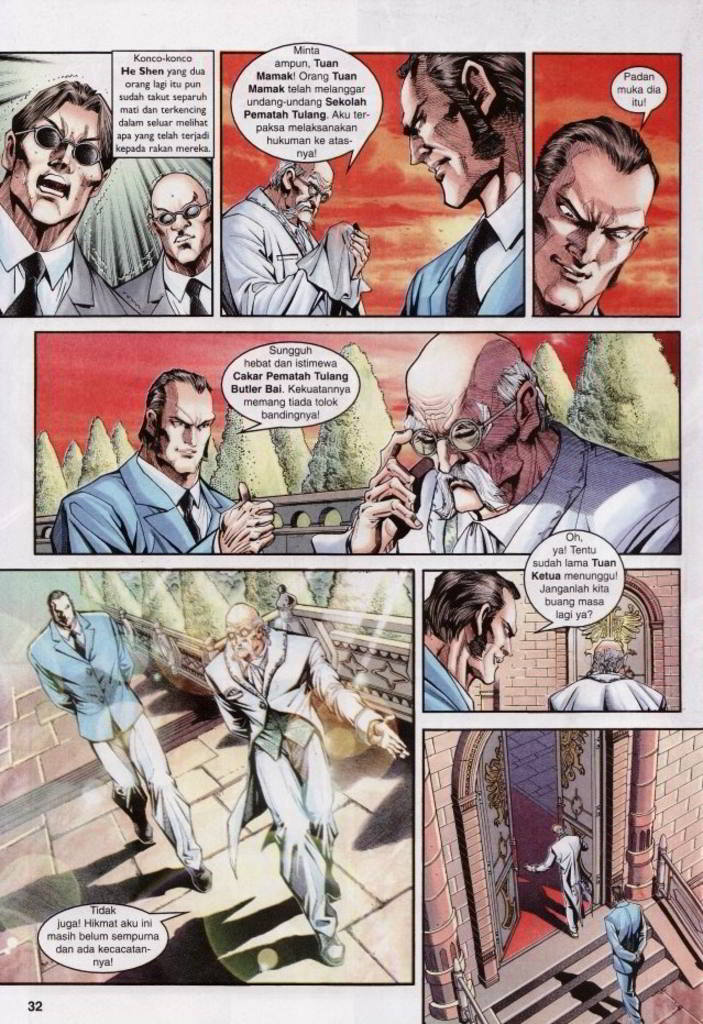 Konco-konco
He Shen yang dua
orang lagi itu pun
sudah takut separuh
mati dan terkencing
dalam seluar melihat
apa yang telah terjadi
kepada rakan mereka.
Minta
ampun, Tuan
Mamak! Orang Tuan
Mamak telah melanggar
undang-undang Sekolah
Pematah Tulang. Aku ter-
paksa melaksanakan
hukuman ke atas-
nya!
Padan
muka dia
itu!
Sungguh
hebat dan istimewa
Cakar Pematah Tulang
Butler Bai. Kekuatannya
memang tiada tolok
bandingnya!
Oh,
ya! Tentu
sudah lama Tuan
Ketua menunggu!
Janganlah kita
buang masa
lagi ya?
Tidak
juga! Hikmat aku ini
masih belum sempurna
dan ada kecacatan-
nya!
32